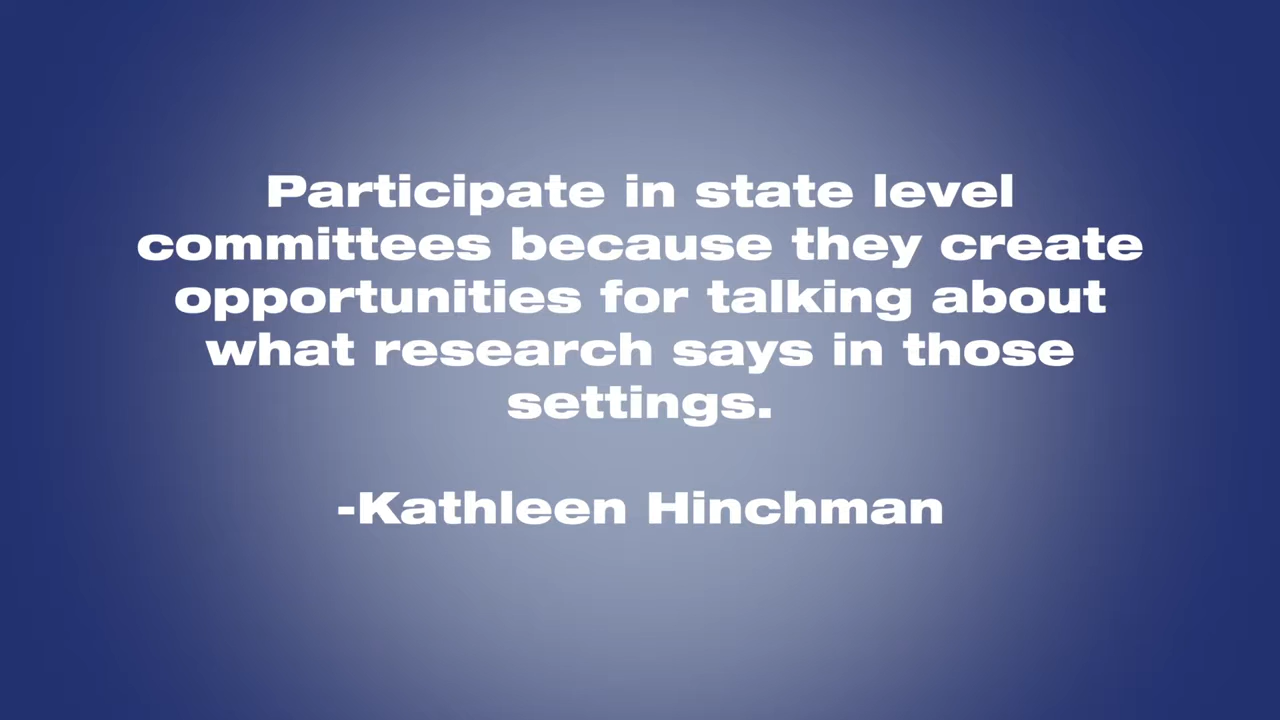 Participate in state level
committees because they create
opportunities for talking about
what research says in those
settings.
-Kathleen Hinchman